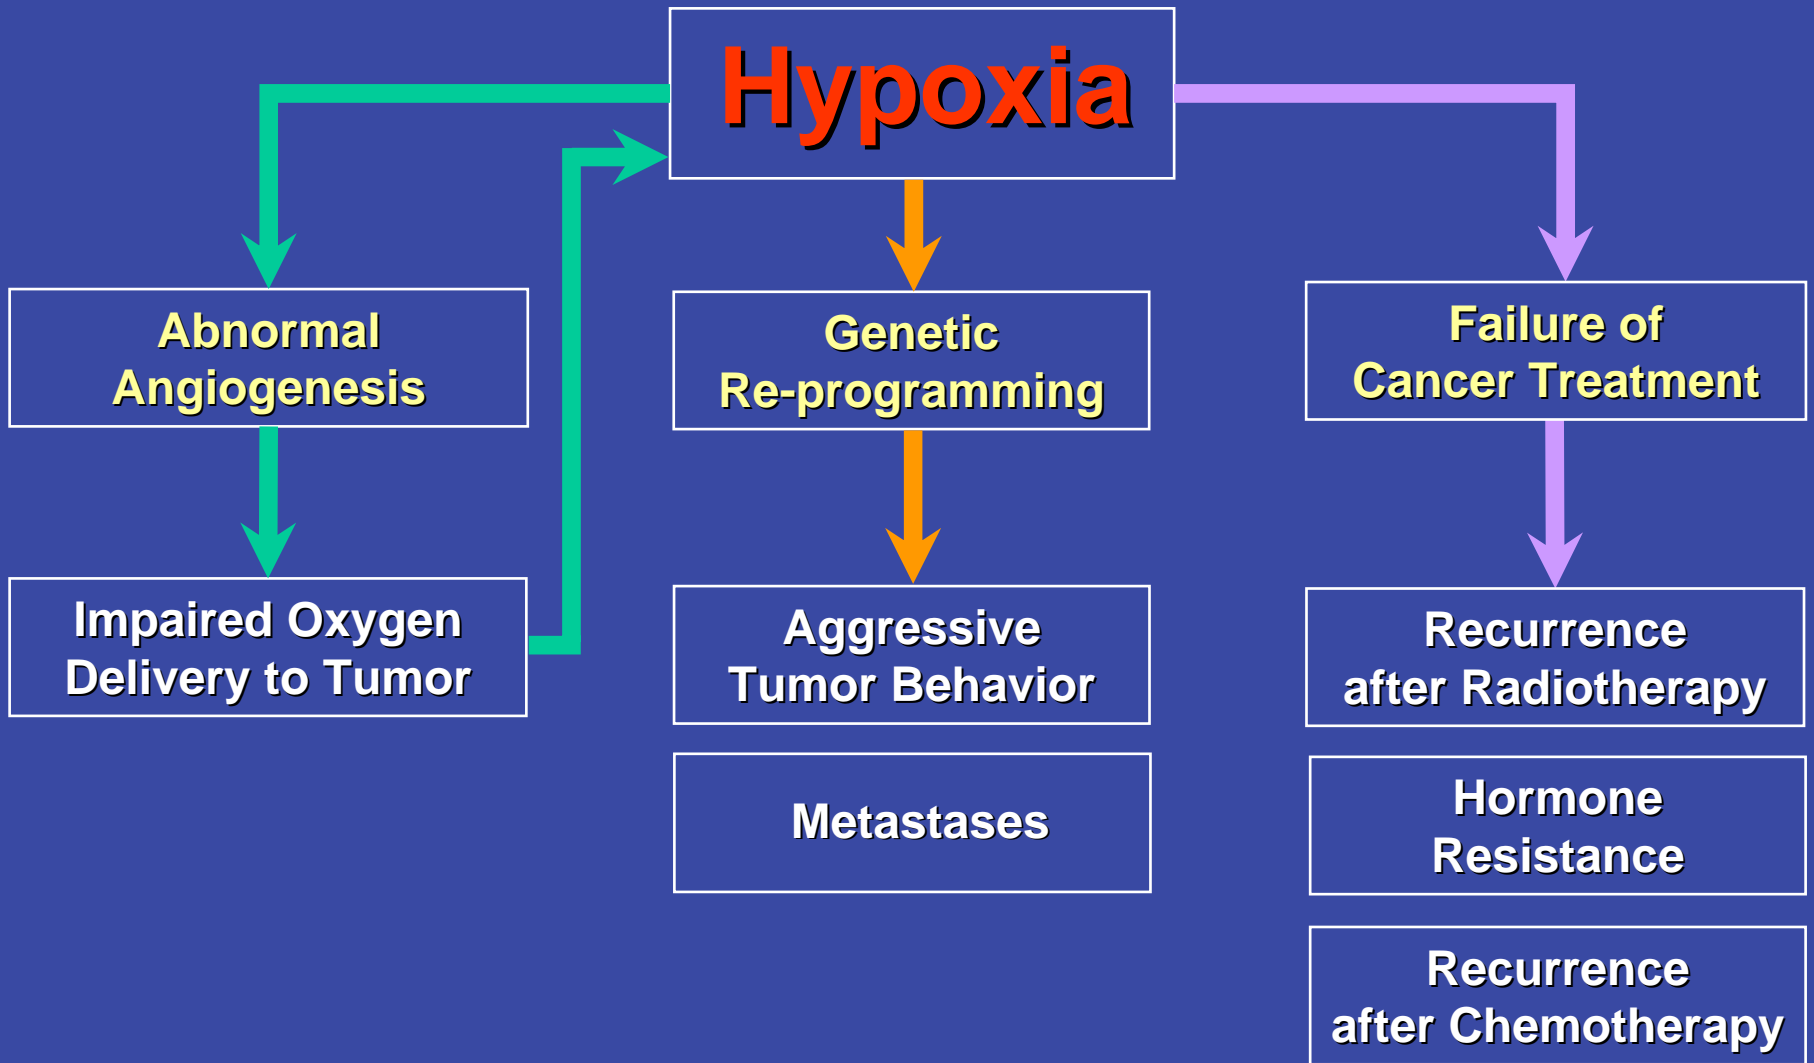 Hypoxia
Abnormal
Angiogenesis
Genetic
Re-programming
Failure of
Cancer Treatment
Impaired Oxygen
Delivery to Tumor
Aggressive
Tumor Behavior
Recurrence
after Radiotherapy
Metastases
Hormone
Resistance
Recurrence
after Chemotherapy